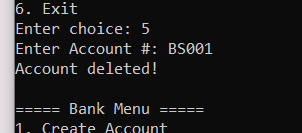 6. Exit
Enter choice: 5
Enter Account #: BS001
Account deleted!
===== Bank Menu =====
1. Create Account